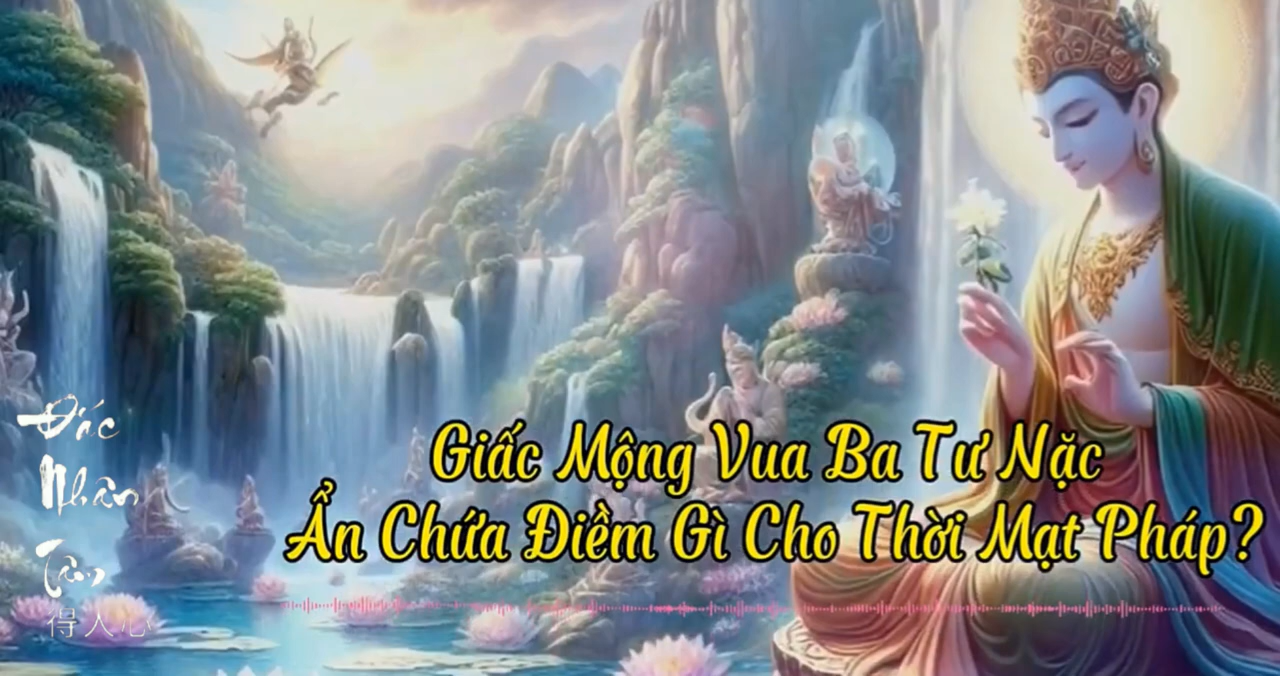 Giấc Mộng Vua Ba Tư Nặc
Ẩn Chứa Điềm Gì Cho Thời Mạt Pháp?
Đắc
Nhân
Tâm
得人心